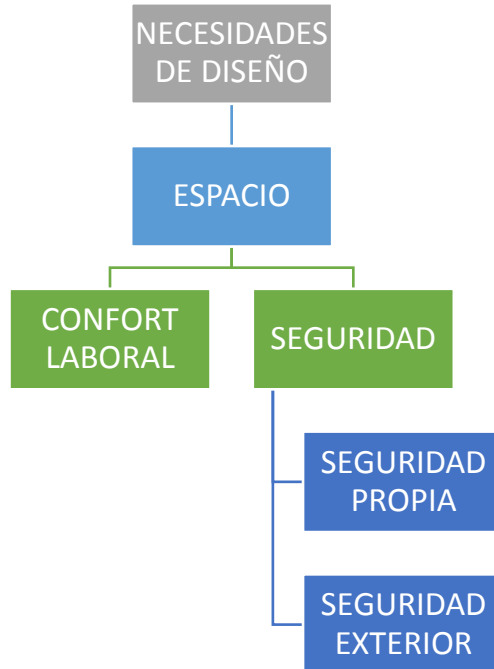 NECESIDADES
DE DISEÑO
ESPACIO
CONFORT
LABORAL
SEGURIDAD
SEGURIDAD
PROPIA
SEGURIDAD
EXTERIOR